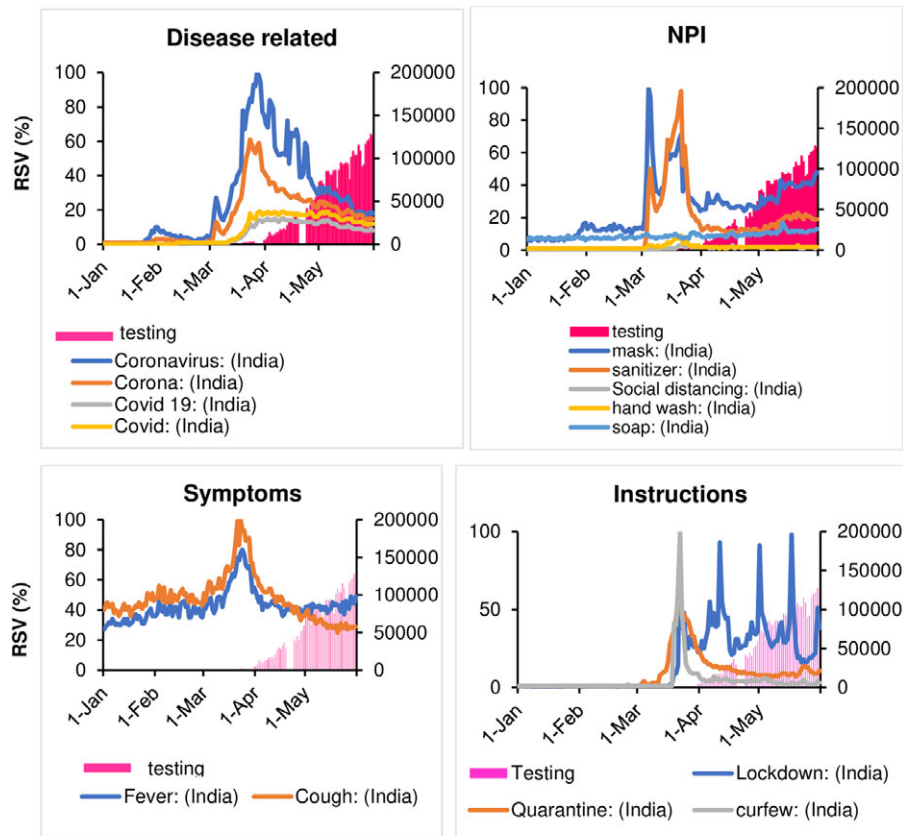 Disease related
RSV (%)
100
80
60
40
20
0
200000
150000
100000
50000
0
1-Jan
1-Feb
1-Mar
1-Apr
1-May
testing
Coronavirus: (India)
Corona: (India)
Covid 19: (India)
Covid: (India)
NPI
100
80
60
40
20
0
200000
150000
100000
50000
0
1-Jan
1-Feb
1-Mar
1-Apr
1-May
testing
mask: (India)
sanitizer: (India)
Social distancing: (India)
hand wash: (India)
soap: (India)
Symptoms
RSV (%)
100
80
60
40
20
0
200000
150000
100000
50000
0
1-Jan
1-Feb
1-Mar
1-Apr
1-May
testing
Fever: (India) Cough: (India)
Instructions
100
50
0
200000
150000
100000
50000
0
1-Jan
1-Feb
1-Mar
1-Apr
1-May
Testing Lockdown: (India)
Quarantine: (India) curfew: (India)